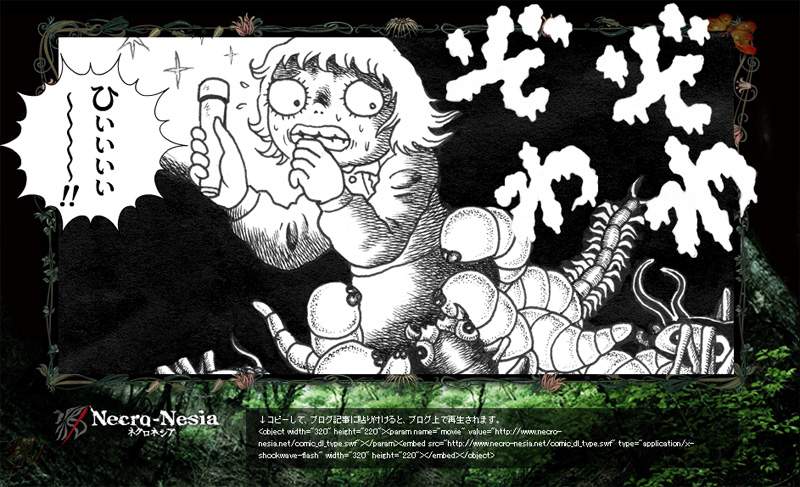 ぞわ
ぞわ
ひぃぃぃぃ〜〜〜〜!!
Necro-Nesia
ネクロネシア
↓コピーして、ブログ記事に貼り付けると、ブログ上で再生されます。
<object width="320" height="220"><param name="movie" value="http://www.necro-
nesia.net/comic_dl_type.swf"></param><embed src="http://www.necro-nesia.net/comic_dl_type.swf" type="application/x-
shockwave-flash" width="320" height="220"></embed></object>